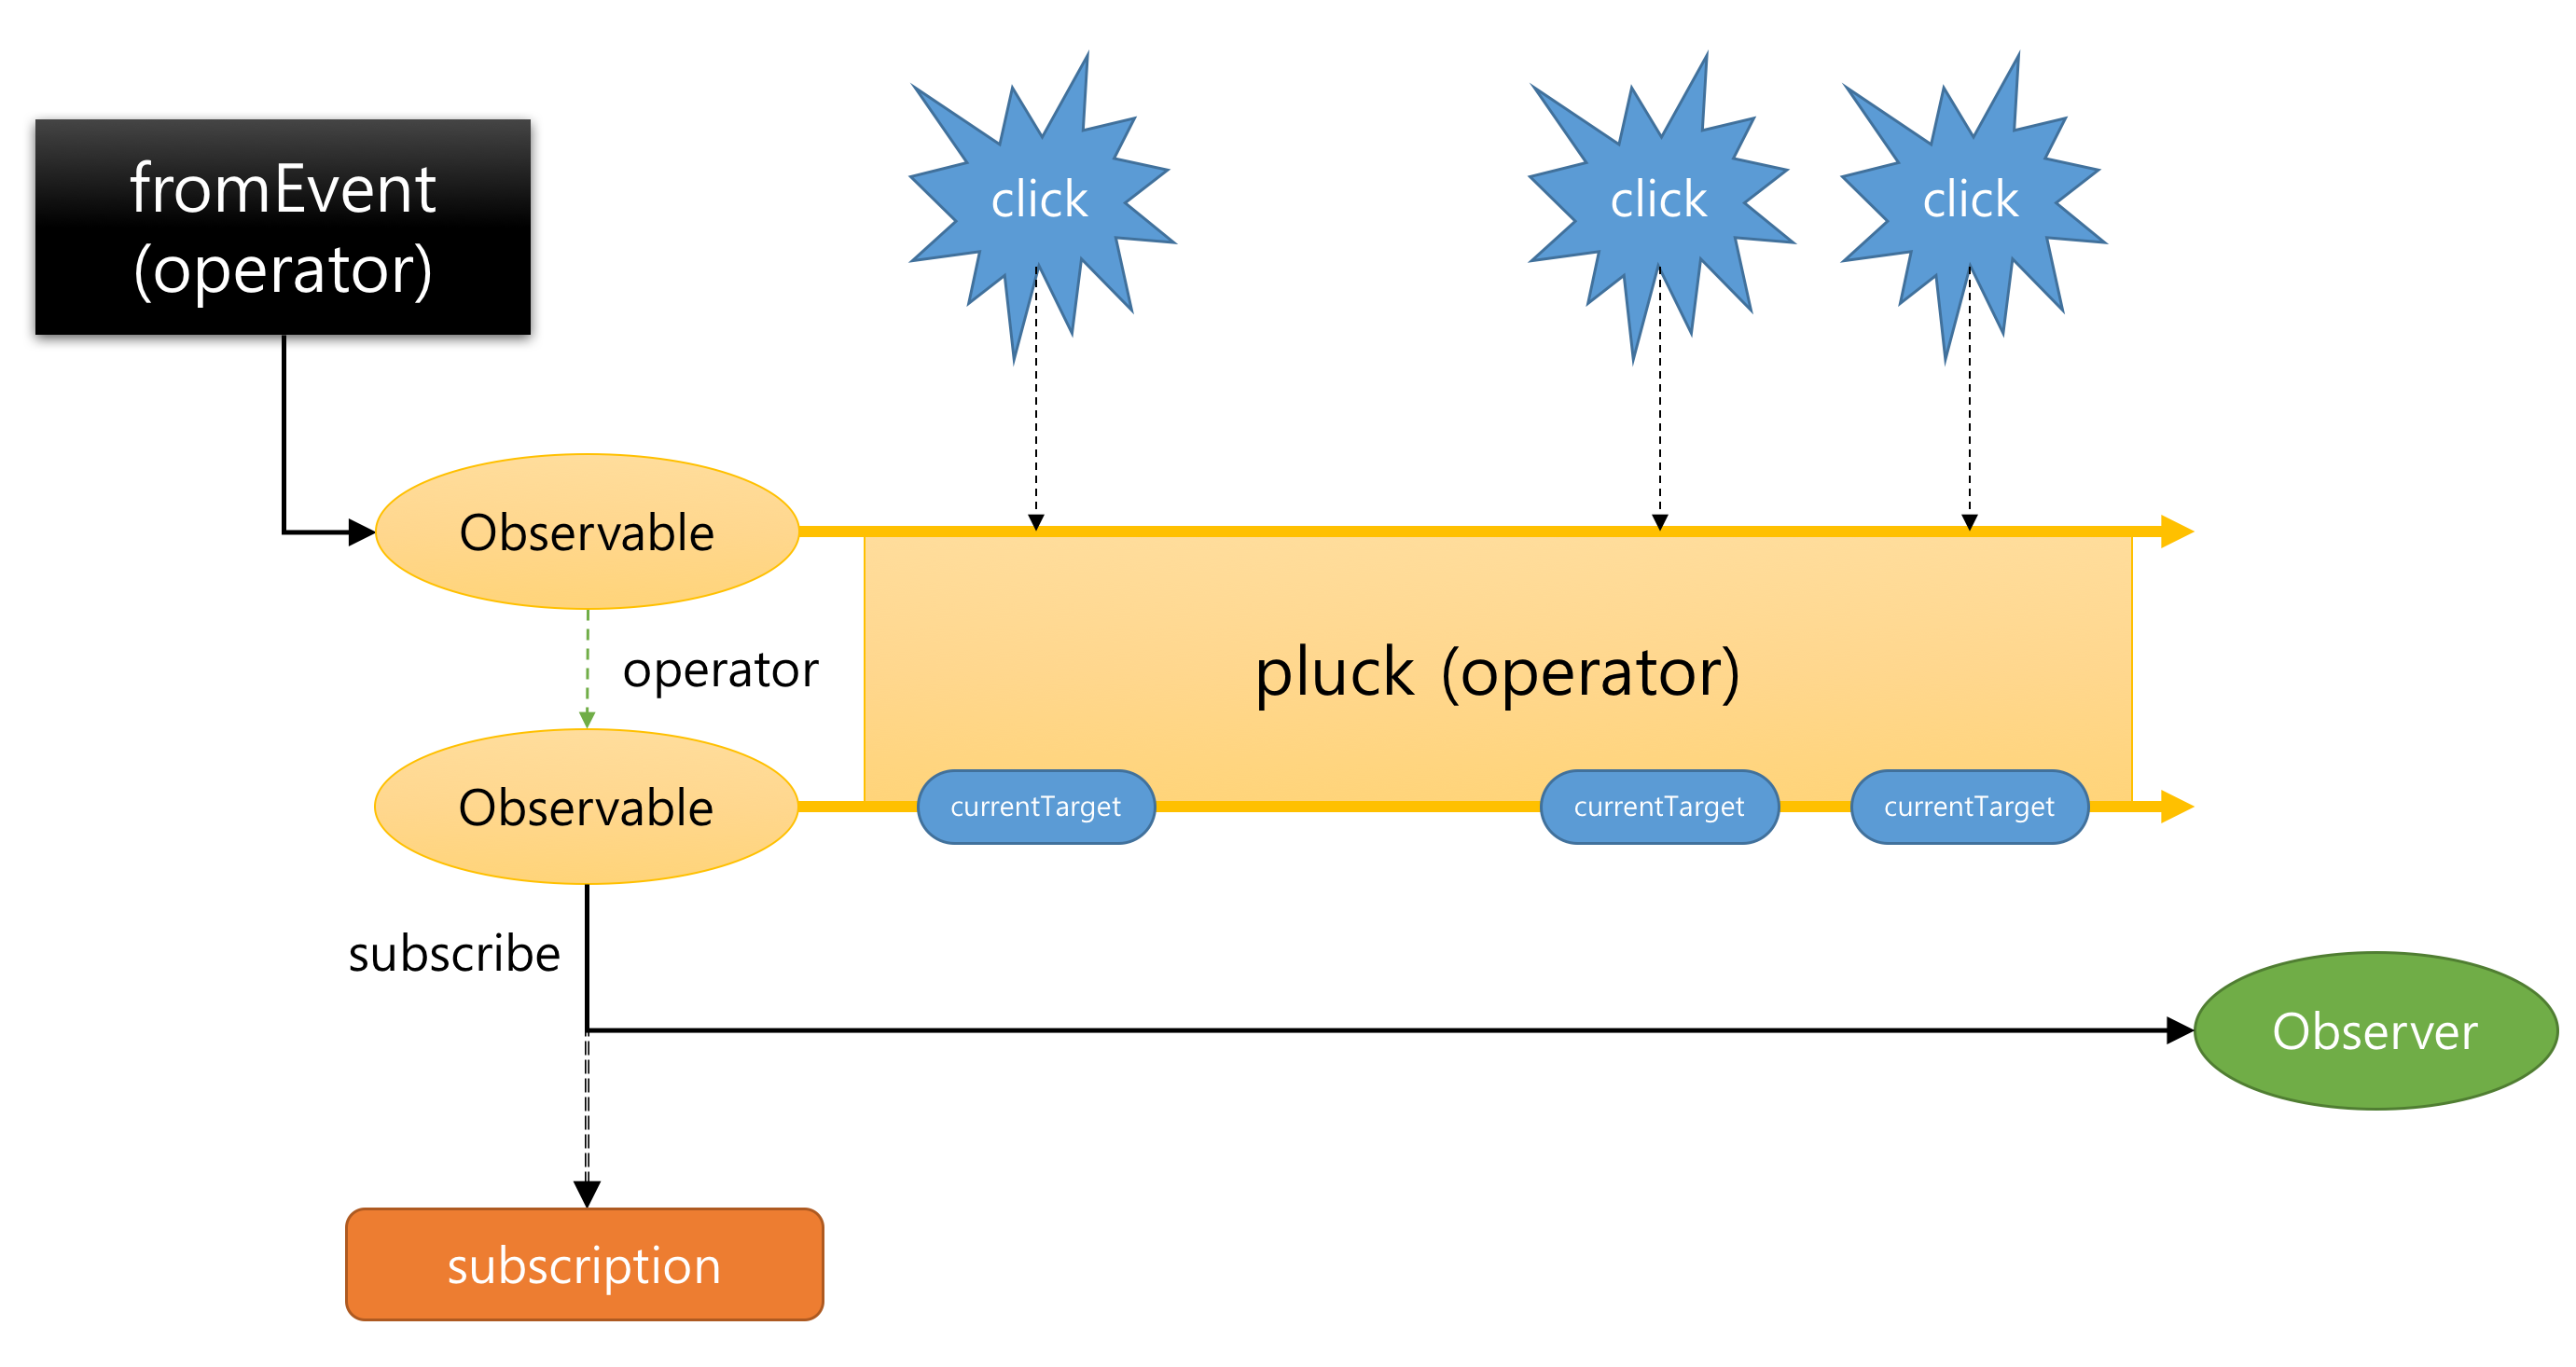 fromEvent
(operator)
click
click
click
Observable
operator
pluck (operator)
Observable
currentTarget
currentTarget
currentTarget
subscribe
Observer
subscription